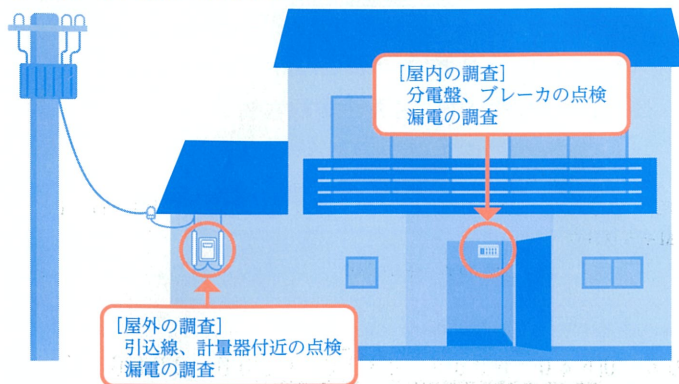 [屋内の調査]
分電盤、ブレーカの点検
漏電の調査
[屋外の調査]
引込線、計量器付近の点検
漏電の調査